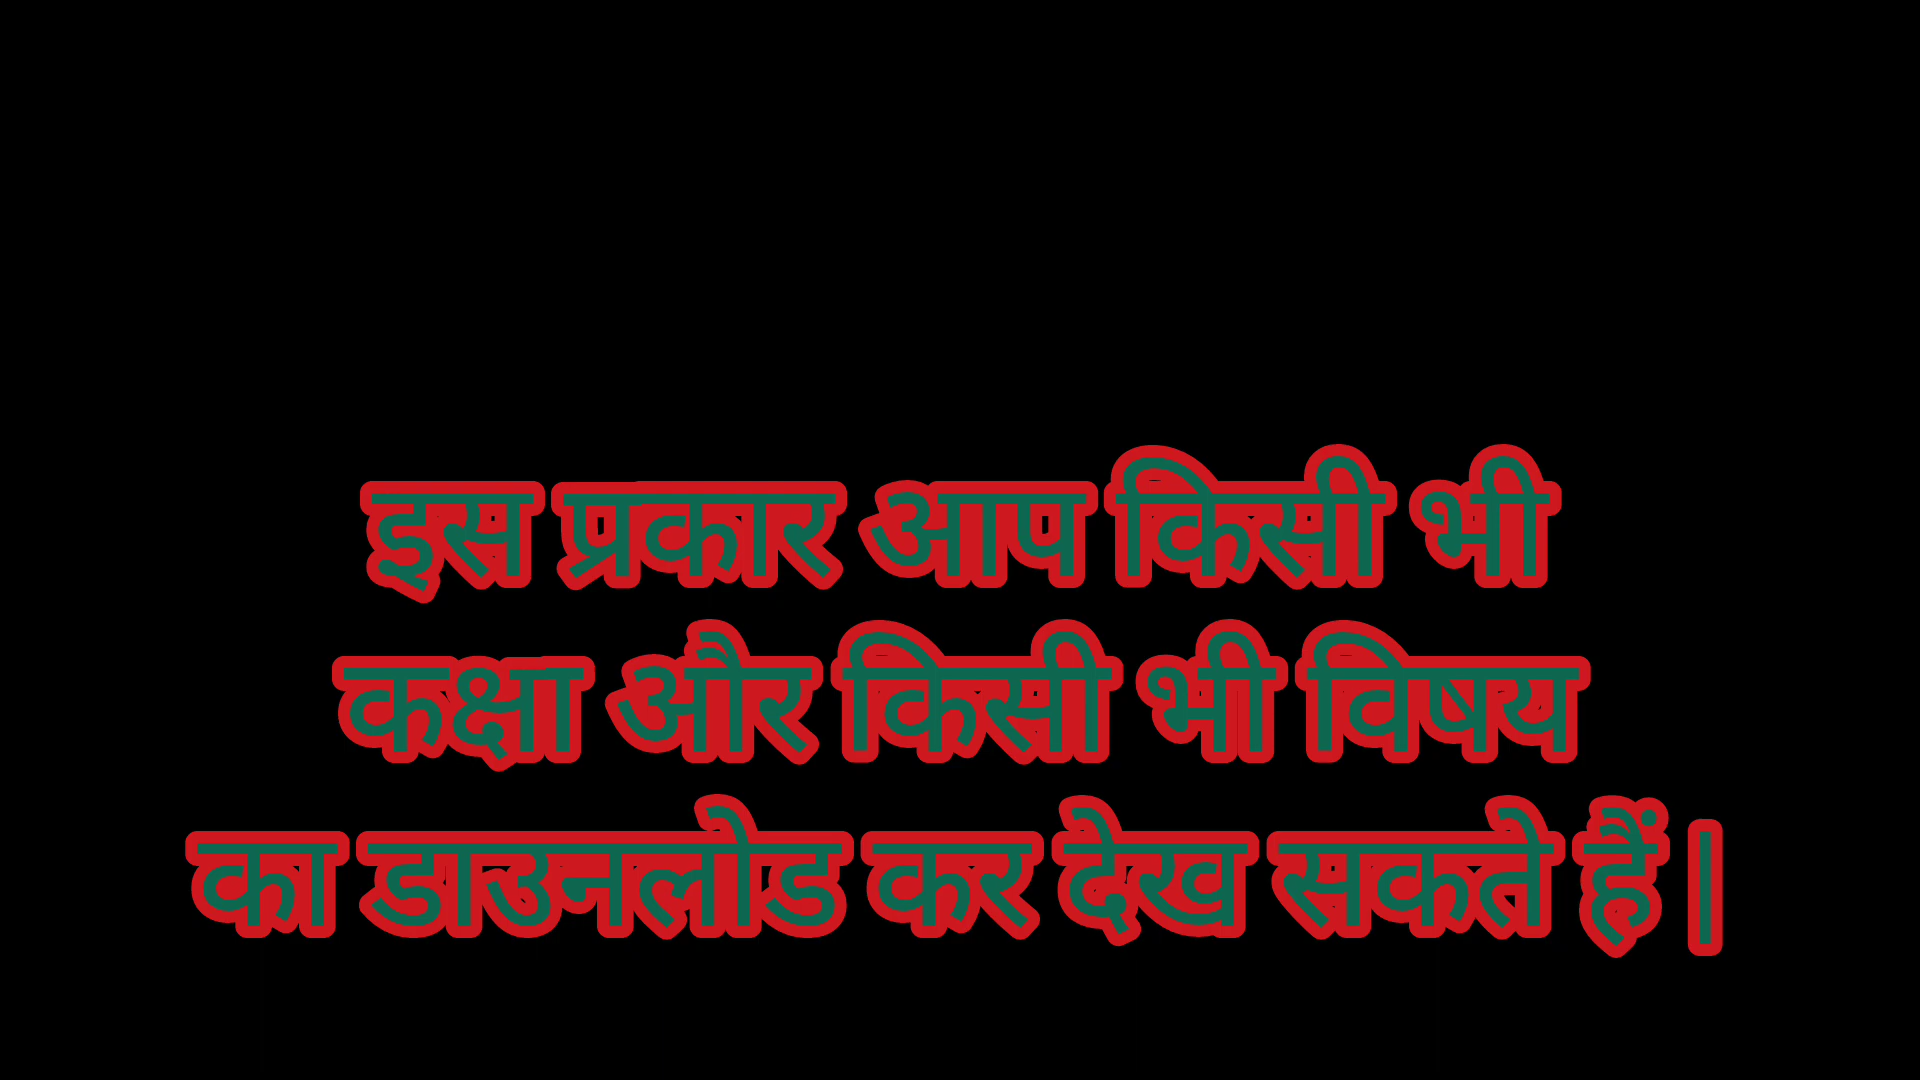 इस प्रकार आप किसी भी
कक्षा और किसी भी विषय
का डाउनलोड कर देख सकते हैं |